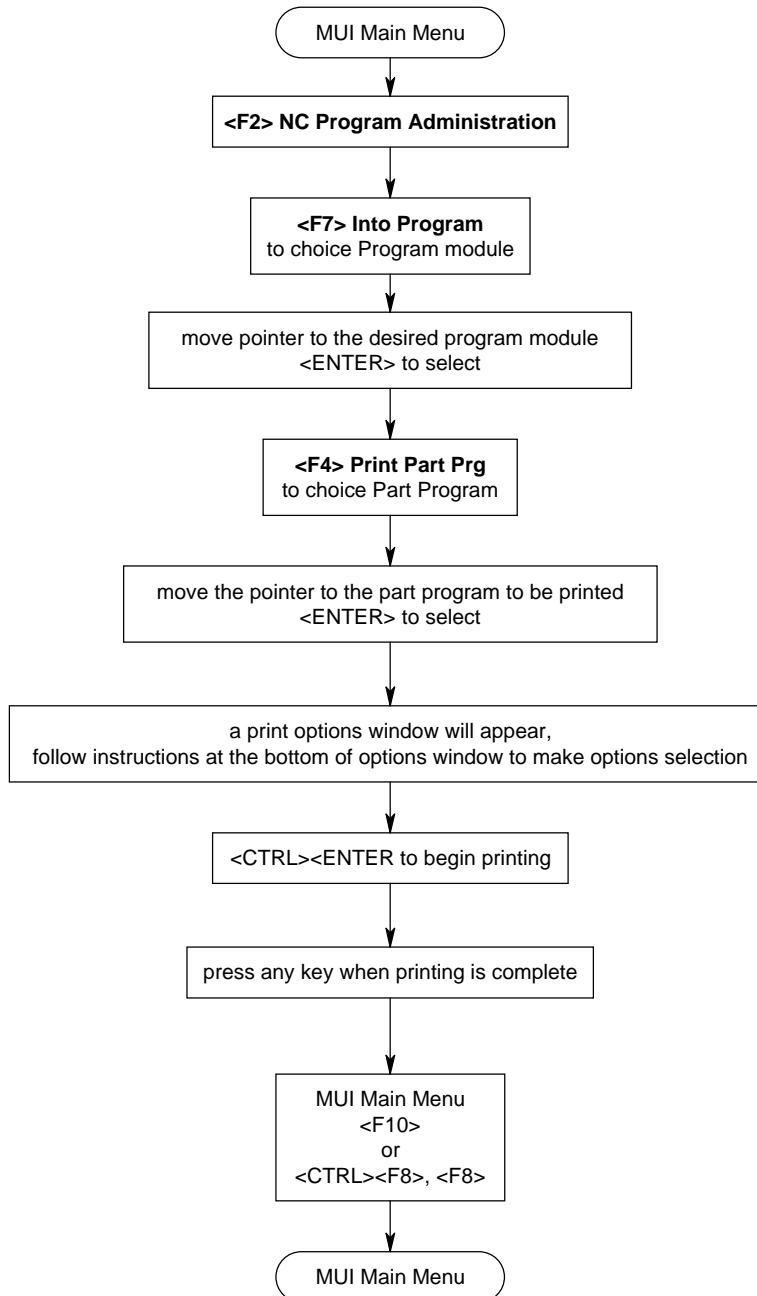 MUI Main Menu
<F2> NC Program Administration
<F7> Into Program
to choice Program module
move pointer to the desired program module
<ENTER> to select
<F4> Print Part Prg
to choice Part Program
move the pointer to the part program to be printed
<ENTER> to select
a print options window will appear,
follow instructions at the bottom of options window to make options selection
<CTRL><ENTER to begin printing
press any key when printing is complete
MUI Main Menu
<F10>
or
<CTRL><F8>, <F8>
MUI Main Menu